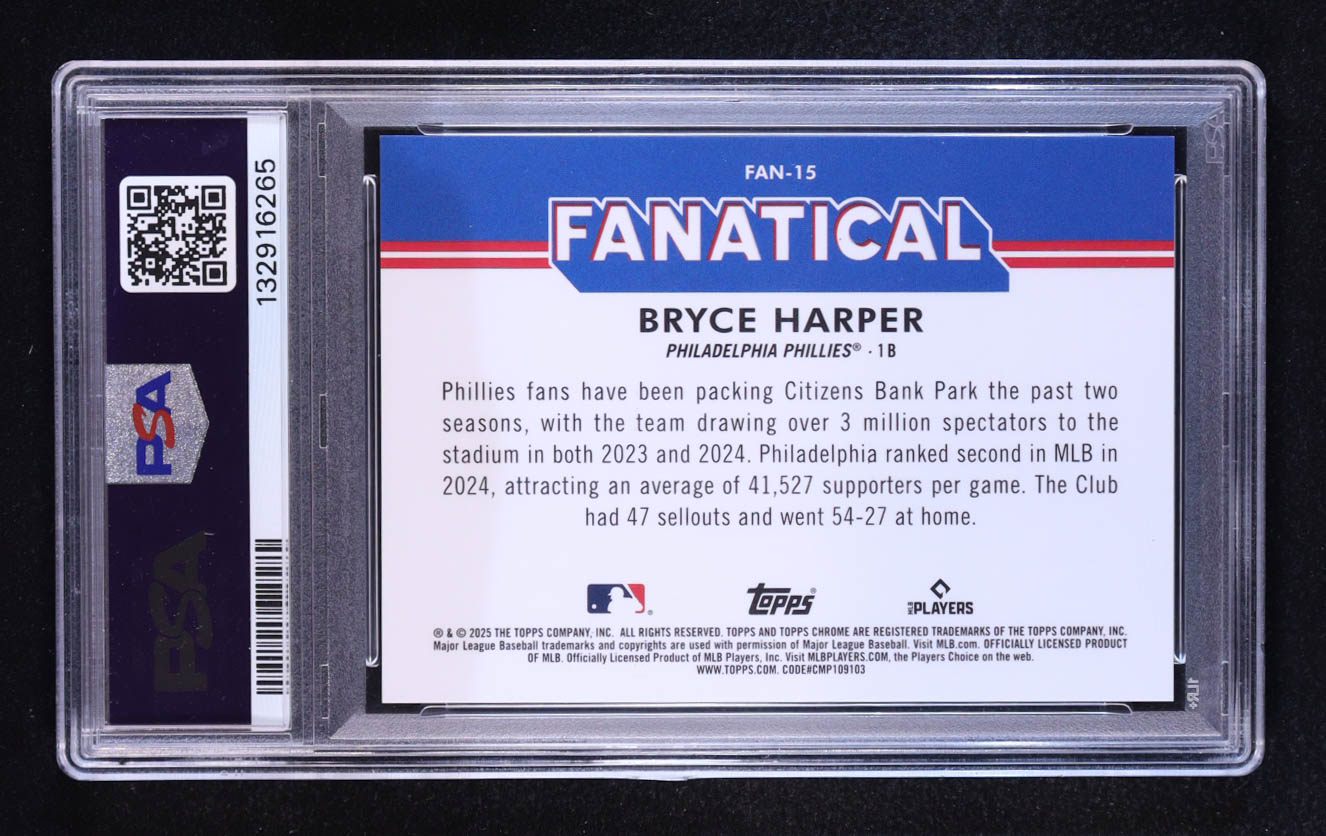 132916265
PSA
PSA
FAN-15
FANATICAL
BRYCE HARPER
PHILADELPHIA PHILLIES® · 1B
Phillies fans have been packing Citizens Bank Park the past two
seasons, with the team drawing over 3 million spectators to the
stadium in both 2023 and 2024. Philadelphia ranked second in MLB in
2024, attracting an average of 41,527 supporters per game. The Club
had 47 sellouts and went 54-27 at home.
Topps®
MLB PLAYERS
® & © 2025 THE TOPPS COMPANY, INC. ALL RIGHTS RESERVED. TOPPS AND TOPPS CHROME ARE REGISTERED TRADEMARKS OF THE TOPPS COMPANY, INC.
Major League Baseball trademarks and copyrights are used with permission of Major League Baseball. Visit MLB.com. OFFICIALLY LICENSED PRODUCT
OF MLB. Officially Licensed Product of MLB Players, Inc. Visit MLBPLAYERS.COM, the Players Choice on the web.
WWW.TOPPS.COM. CODE#CMP109103
PSA